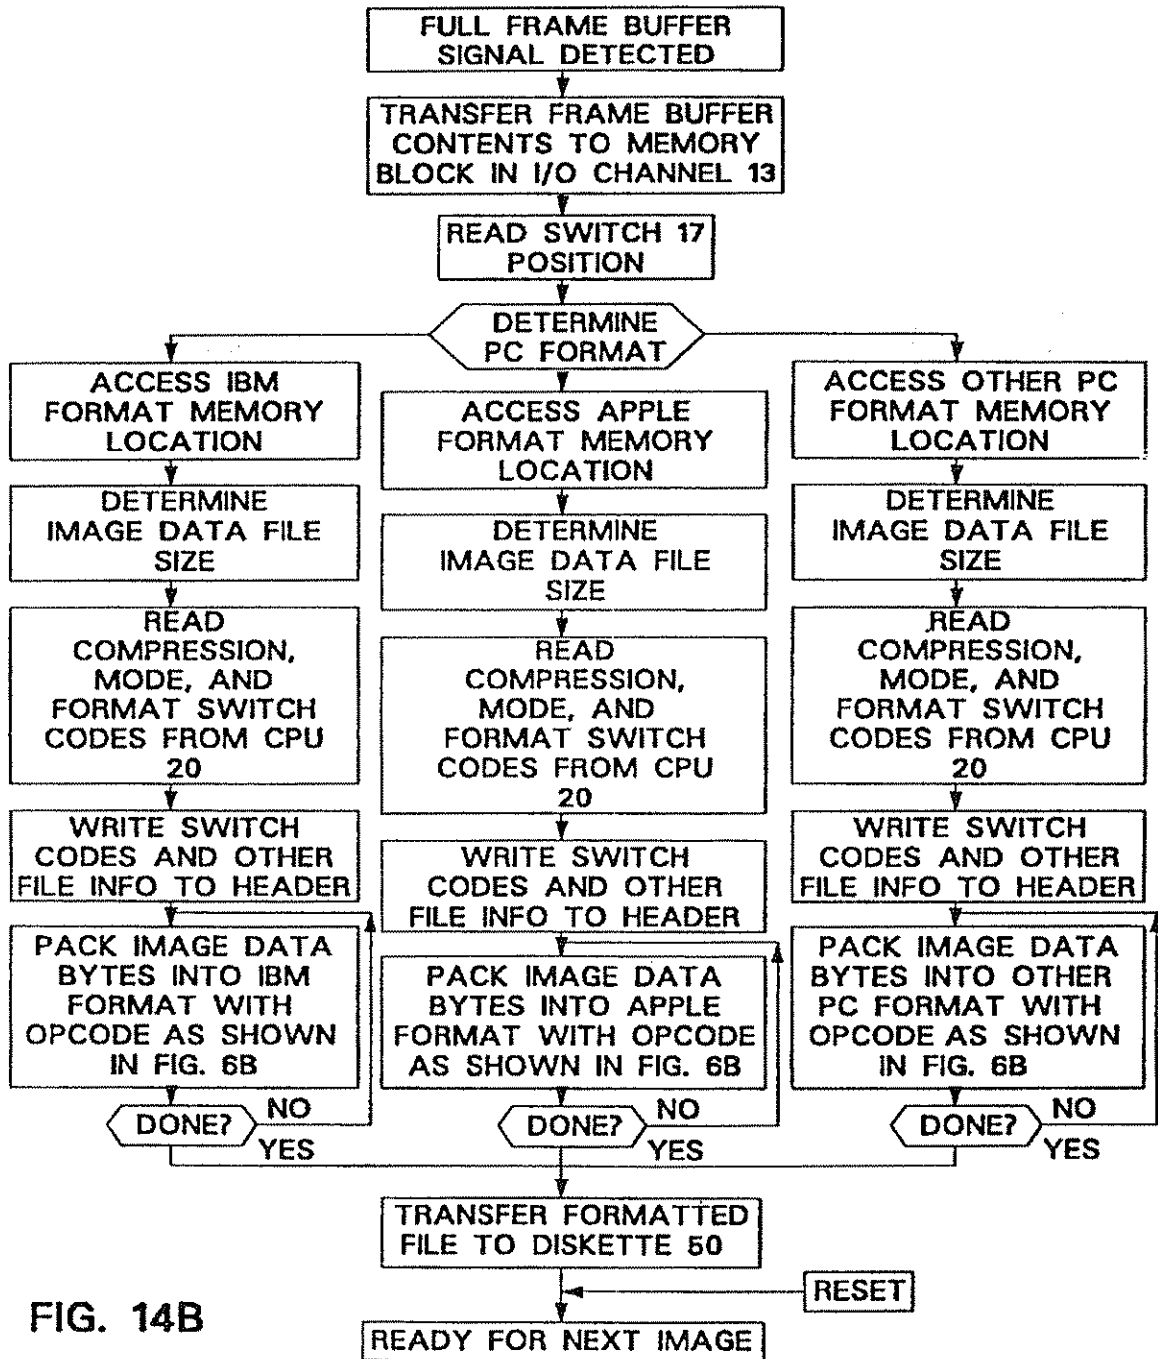 FULL FRAME BUFFER
SIGNAL DETECTED
TRANSFER FRAME BUFFER
CONTENTS TO MEMORY
BLOCK IN I/O CHANNEL 13
READ SWITCH 17
POSITION
DETERMINE
PC FORMAT
ACCESS IBM
FORMAT MEMORY
LOCATION
DETERMINE
IMAGE DATA FILE
SIZE
READ
COMPRESSION,
MODE, AND
FORMAT SWITCH
CODES FROM CPU
20
WRITE SWITCH
CODES AND OTHER
FILE INFO TO HEADER
PACK IMAGE DATA
BYTES INTO IBM
FORMAT WITH
OPCODE AS SHOWN
IN FIG. 6B
DONE?
NO
YES
ACCESS APPLE
FORMAT MEMORY
LOCATION
DETERMINE
IMAGE DATA FILE
SIZE
READ
COMPRESSION,
MODE, AND
FORMAT SWITCH
CODES FROM CPU
20
WRITE SWITCH
CODES AND OTHER
FILE INFO TO HEADER
PACK IMAGE DATA
BYTES INTO APPLE
FORMAT WITH OPCODE
AS SHOWN IN FIG. 6B
DONE?
NO
YES
ACCESS OTHER PC
FORMAT MEMORY
LOCATION
DETERMINE
IMAGE DATA FILE
SIZE
READ
COMPRESSION,
MODE, AND
FORMAT SWITCH
CODES FROM CPU
20
WRITE SWITCH
CODES AND OTHER
FILE INFO TO HEADER
PACK IMAGE DATA
BYTES INTO OTHER
PC FORMAT WITH
OPCODE AS SHOWN
IN FIG. 6B
DONE?
NO
YES
TRANSFER FORMATTED
FILE TO DISKETTE 50
RESET
READY FOR NEXT IMAGE
FIG. 14B